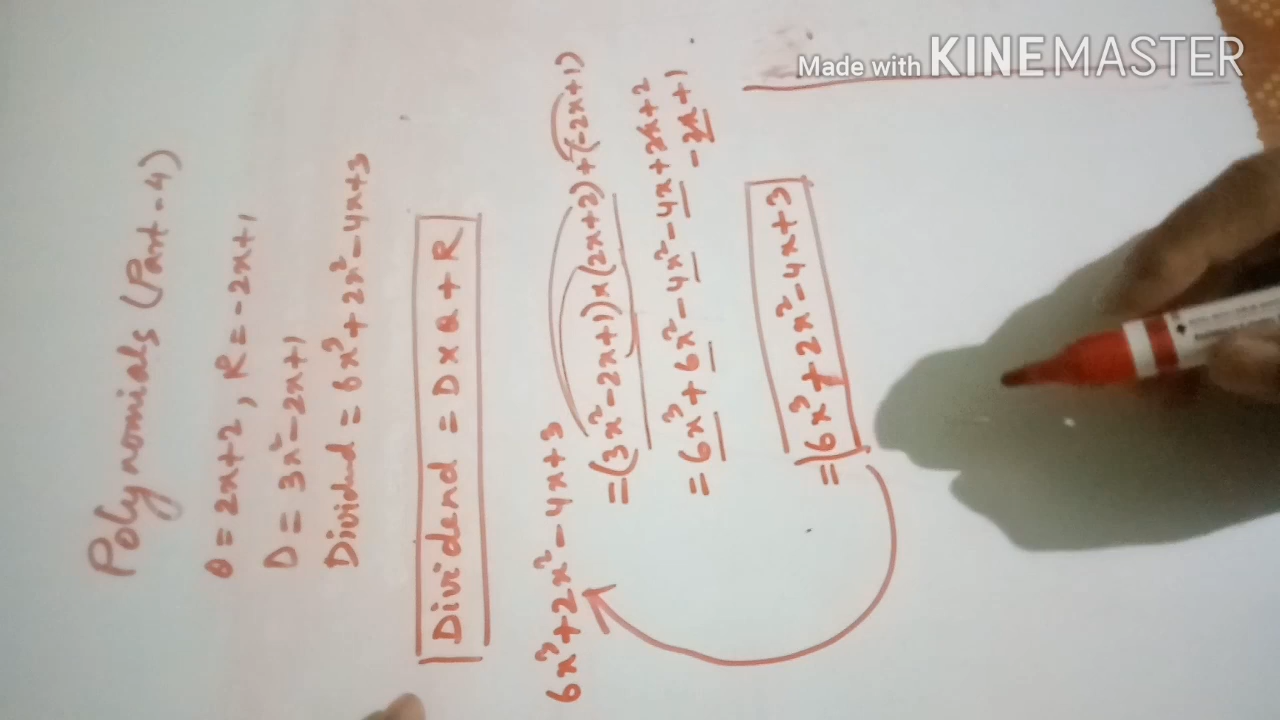 Polynomials (Part-4)
Q = 2x+2, R = -2x+1
D = 3x²-2x+1
Dividend = 6x³+2x²-4x+3
Dividend = D x Q + R
6x³+2x²-4x+3
= (3x²-2x+1)x(2x+2)+(-2x+1)
= 6x³+6x²-4x²-4x+2x+2 -2x+1
= 6x³+2x²-4x+3
Made with KINEMASTER